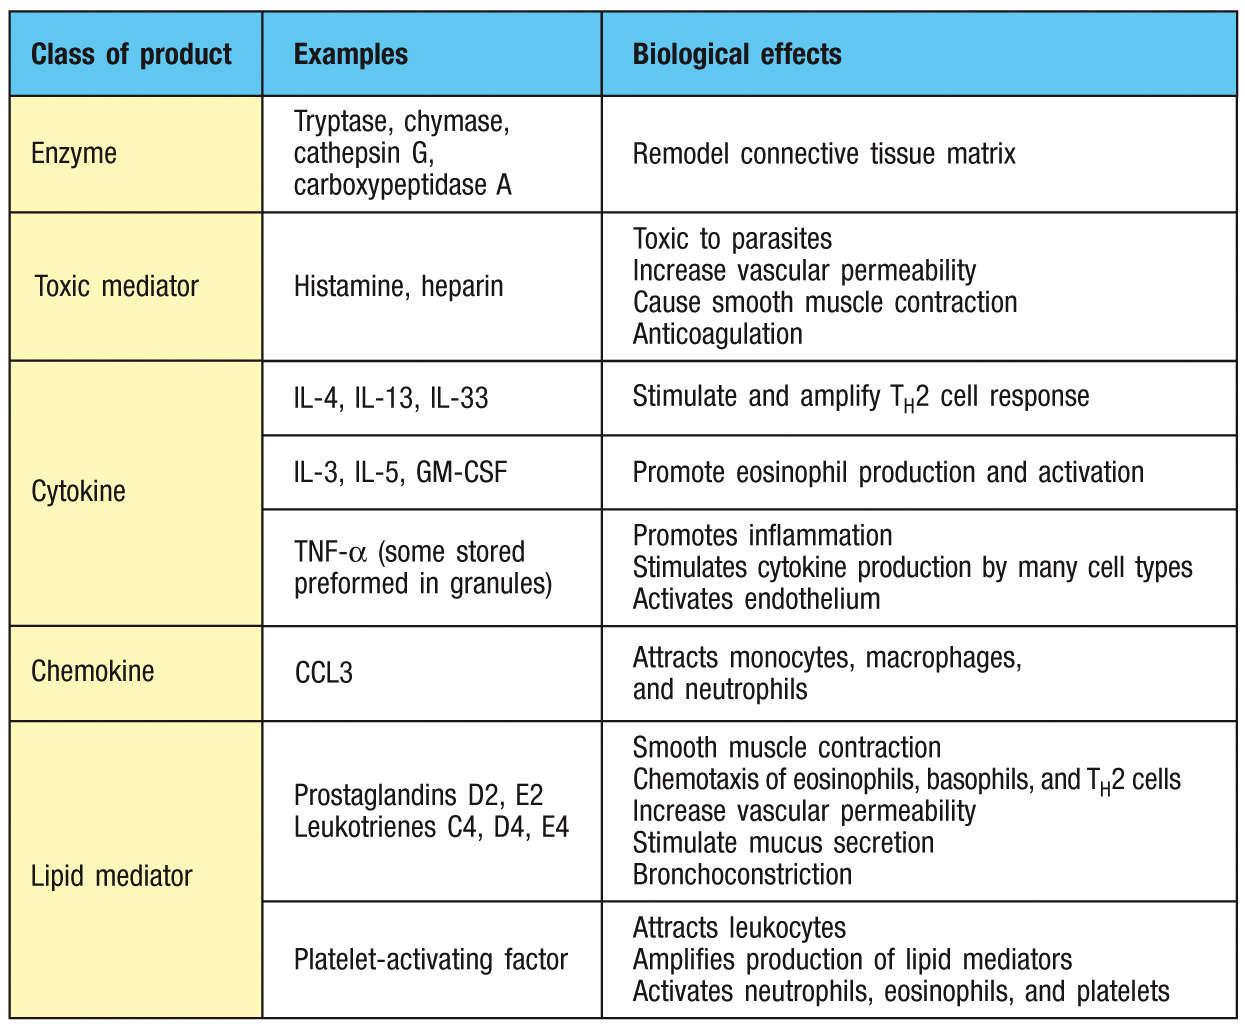 Class of product
Examples
Biological effects
Enzyme
Tryptase, chymase,
cathepsin G,
carboxypeptidase A
Remodel connective tissue matrix
Toxic mediator
Histamine, heparin
Toxic to parasites
Increase vascular permeability
Cause smooth muscle contraction
Anticoagulation
Cytokine
IL-4, IL-13, IL-33
Stimulate and amplify TH2 cell response
IL-3, IL-5, GM-CSF
Promote eosinophil production and activation
TNF-α (some stored
preformed in granules)
Promotes inflammation
Stimulates cytokine production by many cell types
Activates endothelium
Chemokine
CCL3
Attracts monocytes, macrophages,
and neutrophils
Lipid mediator
Prostaglandins D2, E2
Leukotrienes C4, D4, E4
Smooth muscle contraction
Chemotaxis of eosinophils, basophils, and TH2 cells
Increase vascular permeability
Stimulate mucus secretion
Bronchoconstriction
Platelet-activating factor
Attracts leukocytes
Amplifies production of lipid mediators
Activates neutrophils, eosinophils, and platelets